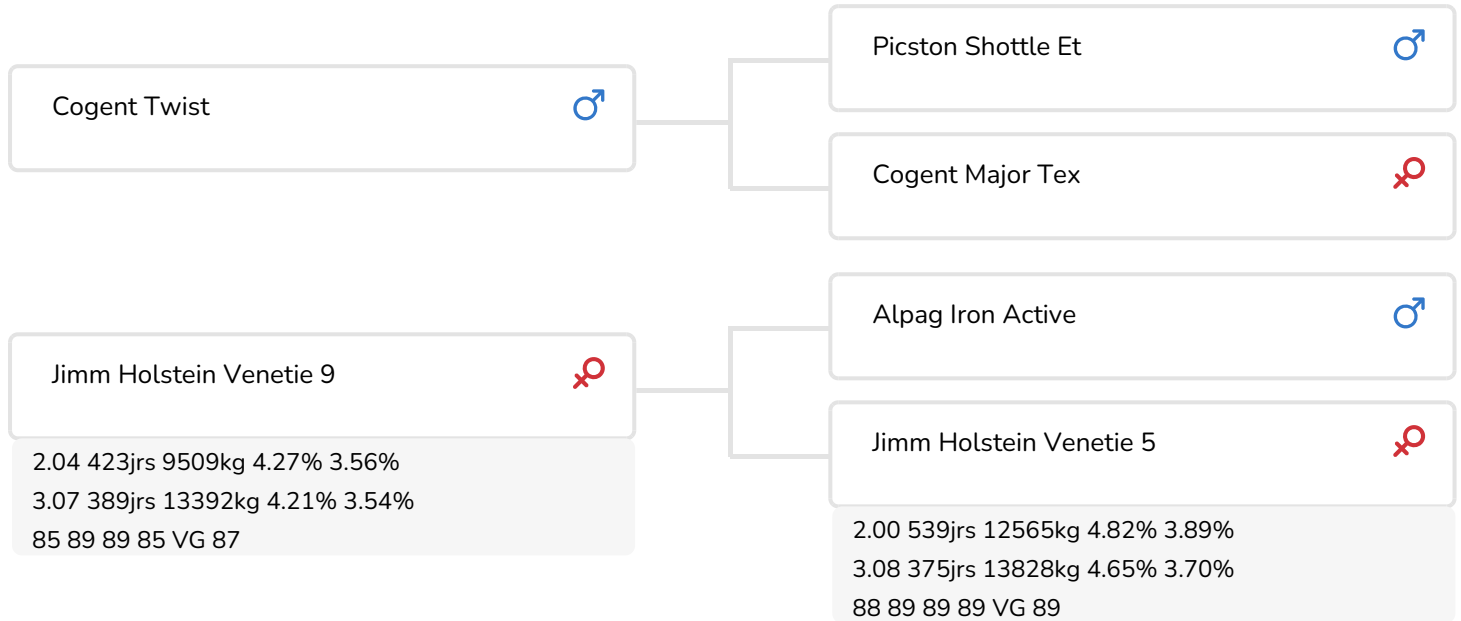 Picston Shottle Et
Cogent Twist
Cogent Major Tex
Alpag Iron Active
Jimm Holstein Venetie 9
2.04 423jrs 9509kg 4.27% 3.56%
3.07 389jrs 13392kg 4.21% 3.54%
85 89 89 85 VG 87
Jimm Holstein Venetie 5
2.00 539jrs 12565kg 4.82% 3.89%
3.08 375jrs 13828kg 4.65% 3.70%
88 89 89 89 VG 89